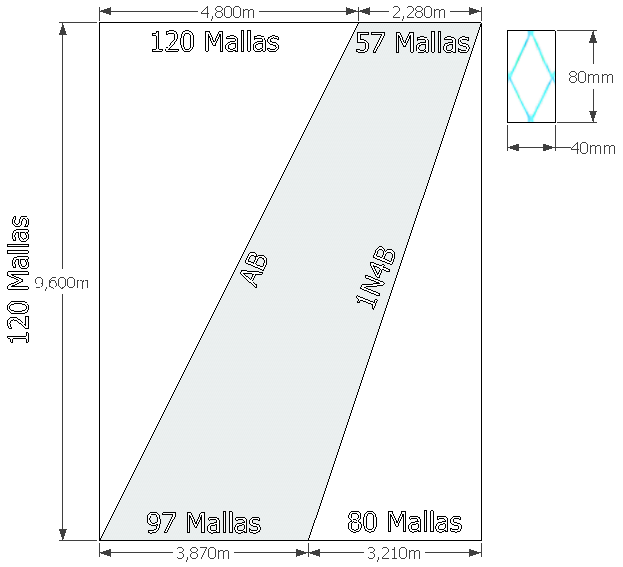 4,800m
2,280m
120 Mallas
57 Mallas
80mm
40mm
120 Mallas
9,600m
AB
1N4B
97 Mallas
80 Mallas
3,870m
3,210m